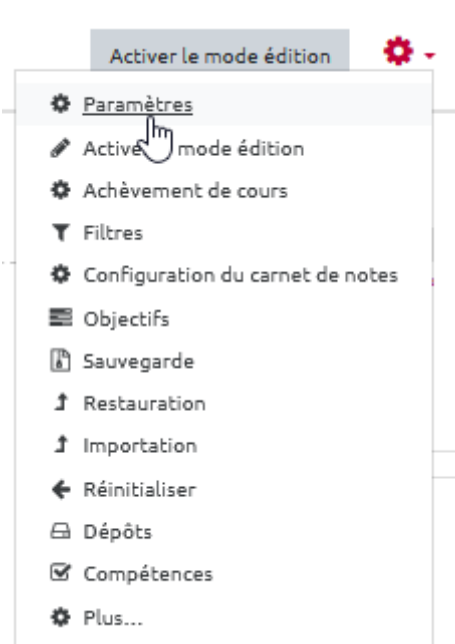 Activer le mode édition
Paramètres
Active mode édition
Achèvement de cours
Filtres
Configuration du carnet de notes
Objectifs
Sauvegarde
Restauration
Importation
Réinitialiser
Dépôts
Compétences
Plus...